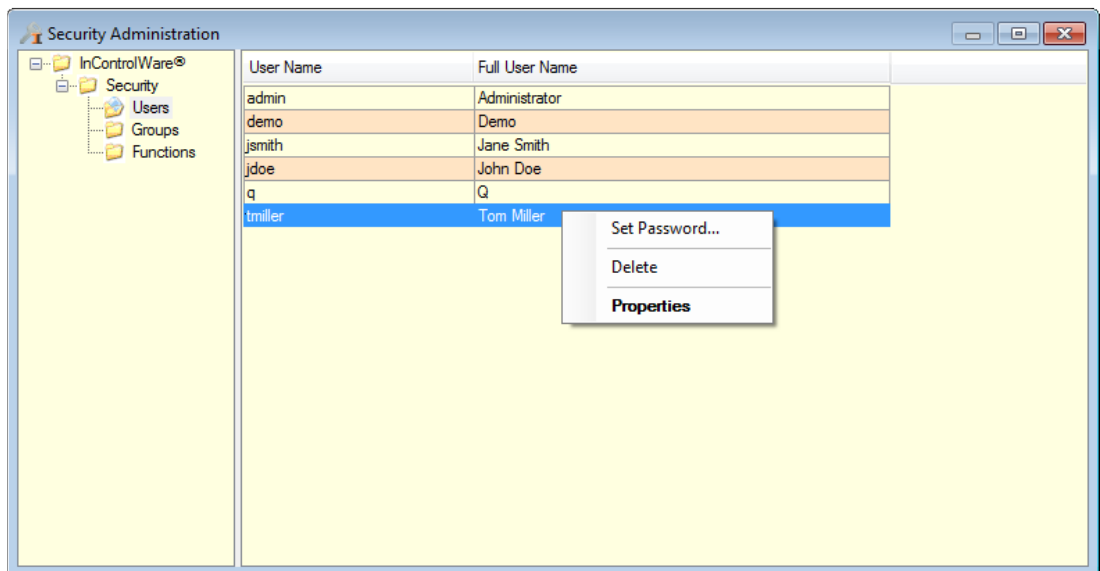 Security Administration
InControlWare®
Security
Users
Groups
Functions
User Name Full User Name
admin Administrator
demo Demo
jsmith Jane Smith
jdoe John Doe
q Q
tmiller Tom Miller
Set Password...
Delete
Properties